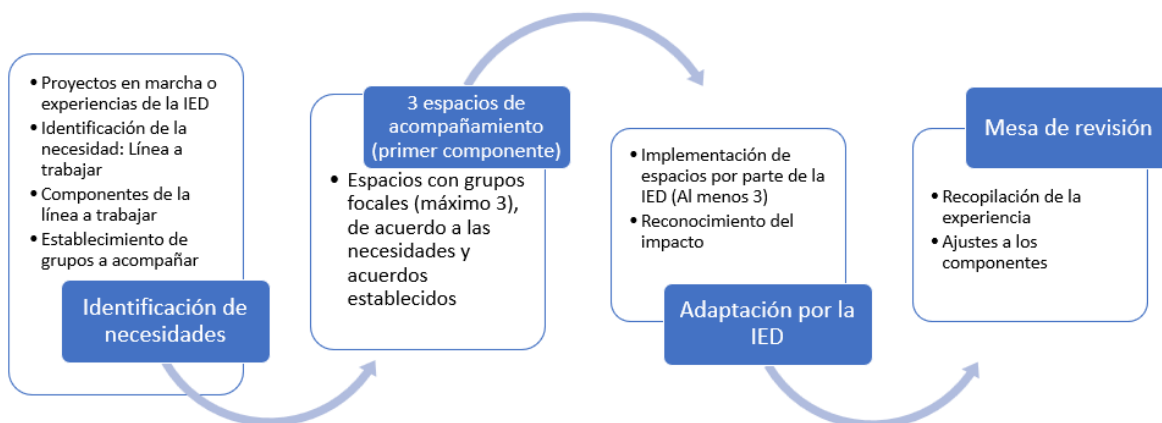 • Proyectos en marcha o
experiencias de la IED
• Identificación de la
necesidad: Línea a
trabajar
• Componentes de la
línea a trabajar
• Establecimiento de
grupos a acompañar
Identificación de
necesidades
3 espacios de
acompañamiento
(primer componente)
• Espacios con grupos
focales (máximo 3),
de acuerdo a las
necesidades y
acuerdos
establecidos
• Implementación de
espacios por parte de la
IED (Al menos 3)
• Reconocimiento del
impacto
Adaptación por la
IED
Mesa de revisión
• Recopilación de la
experiencia
• Ajustes a los
componentes